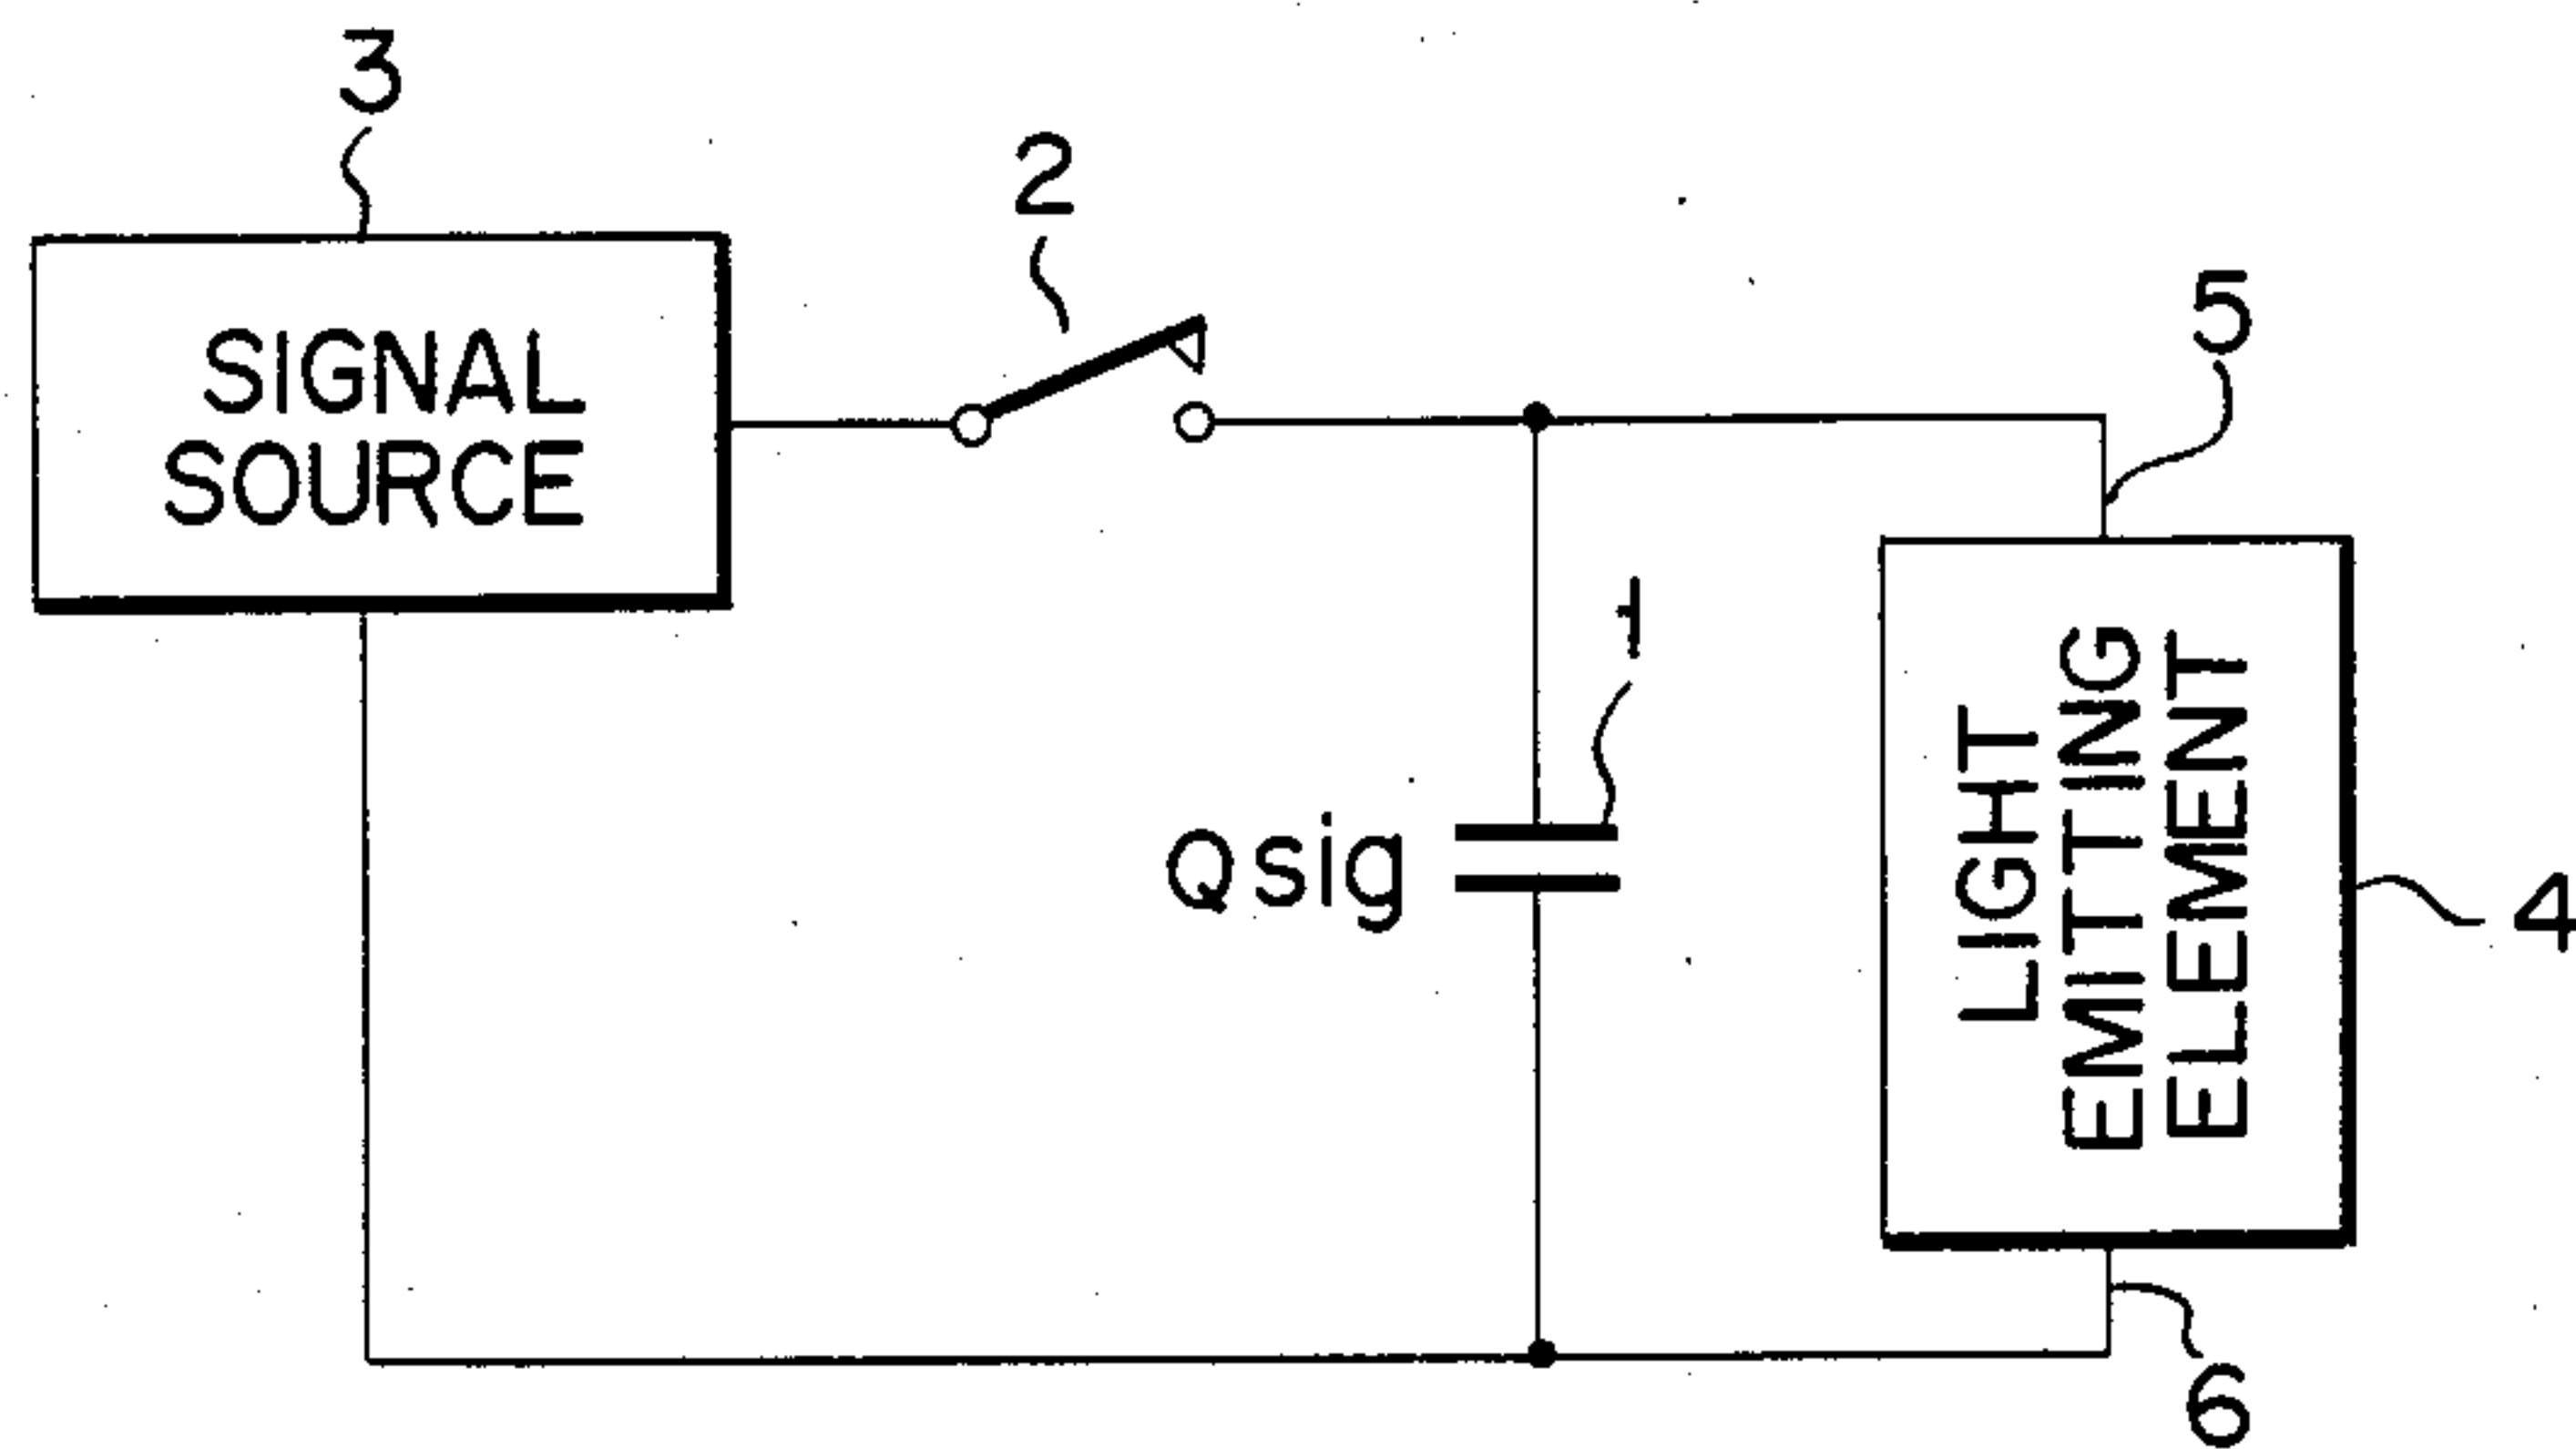 3
2
SIGNAL
SOURCE
5
1
Qsig
LIGHT
EMITTING
ELEMENT
4
6